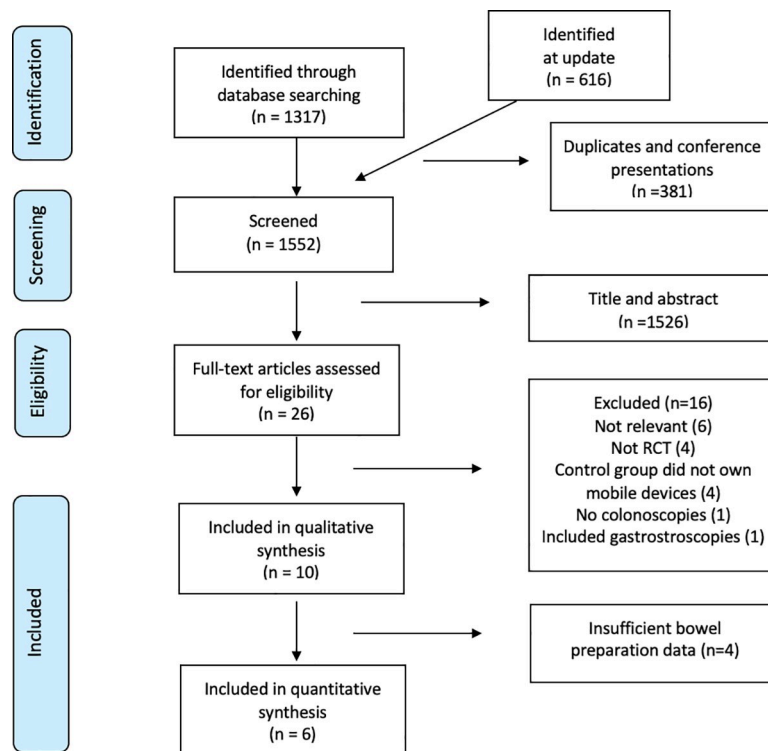 Identification
Identified through
database searching
(n = 1317)
Identified
at update
(n = 616)
Duplicates and conference
presentations
(n =381)
Screening
Screened
(n = 1552)
Title and abstract
(n =1526)
Eligibility
Full-text articles assessed
for eligibility
(n = 26)
Excluded (n=16)
Not relevant (6)
Not RCT (4)
Control group did not own
mobile devices (4)
No colonoscopies (1)
Included gastrostroscopies (1)
Included
Included in qualitative
synthesis
(n = 10)
Insufficient bowel
preparation data (n=4)
Included in quantitative
synthesis
(n = 6)